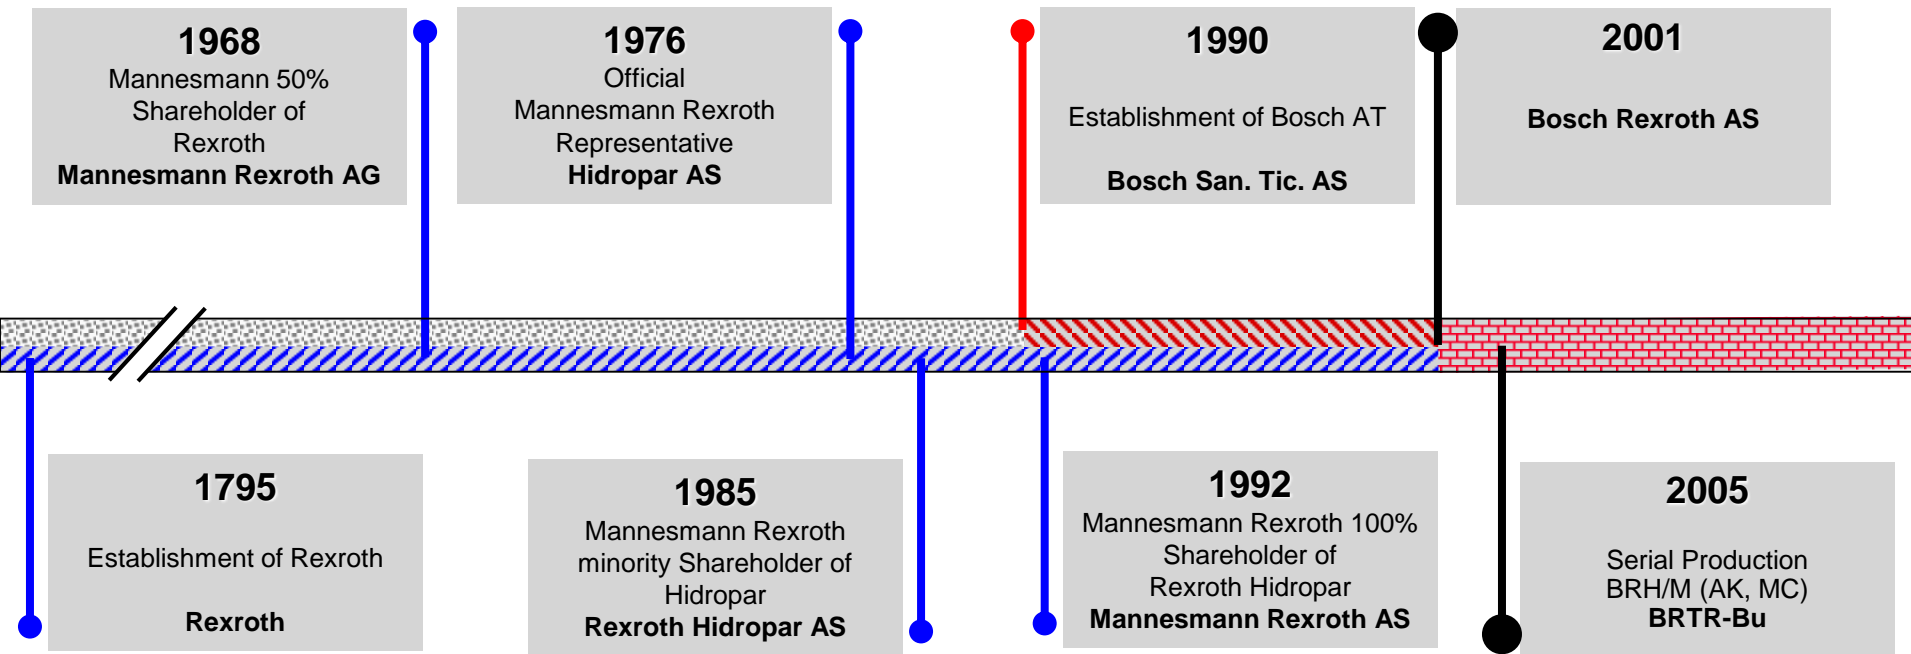 1968
Mannesmann 50%
Shareholder of
Rexroth
Mannesmann Rexroth AG
1976
Official
Mannesmann Rexroth
Representative
Hidropar AS
1990
Establishment of Bosch AT
Bosch San. Tic. AS
2001
Bosch Rexroth AS
1795
Establishment of Rexroth
Rexroth
1985
Mannesmann Rexroth
minority Shareholder of
Hidropar
Rexroth Hidropar AS
1992
Mannesmann Rexroth 100%
Shareholder of
Rexroth Hidropar
Mannesmann Rexroth AS
2005
Serial Production
BRH/M (AK, MC)
BRTR-Bu